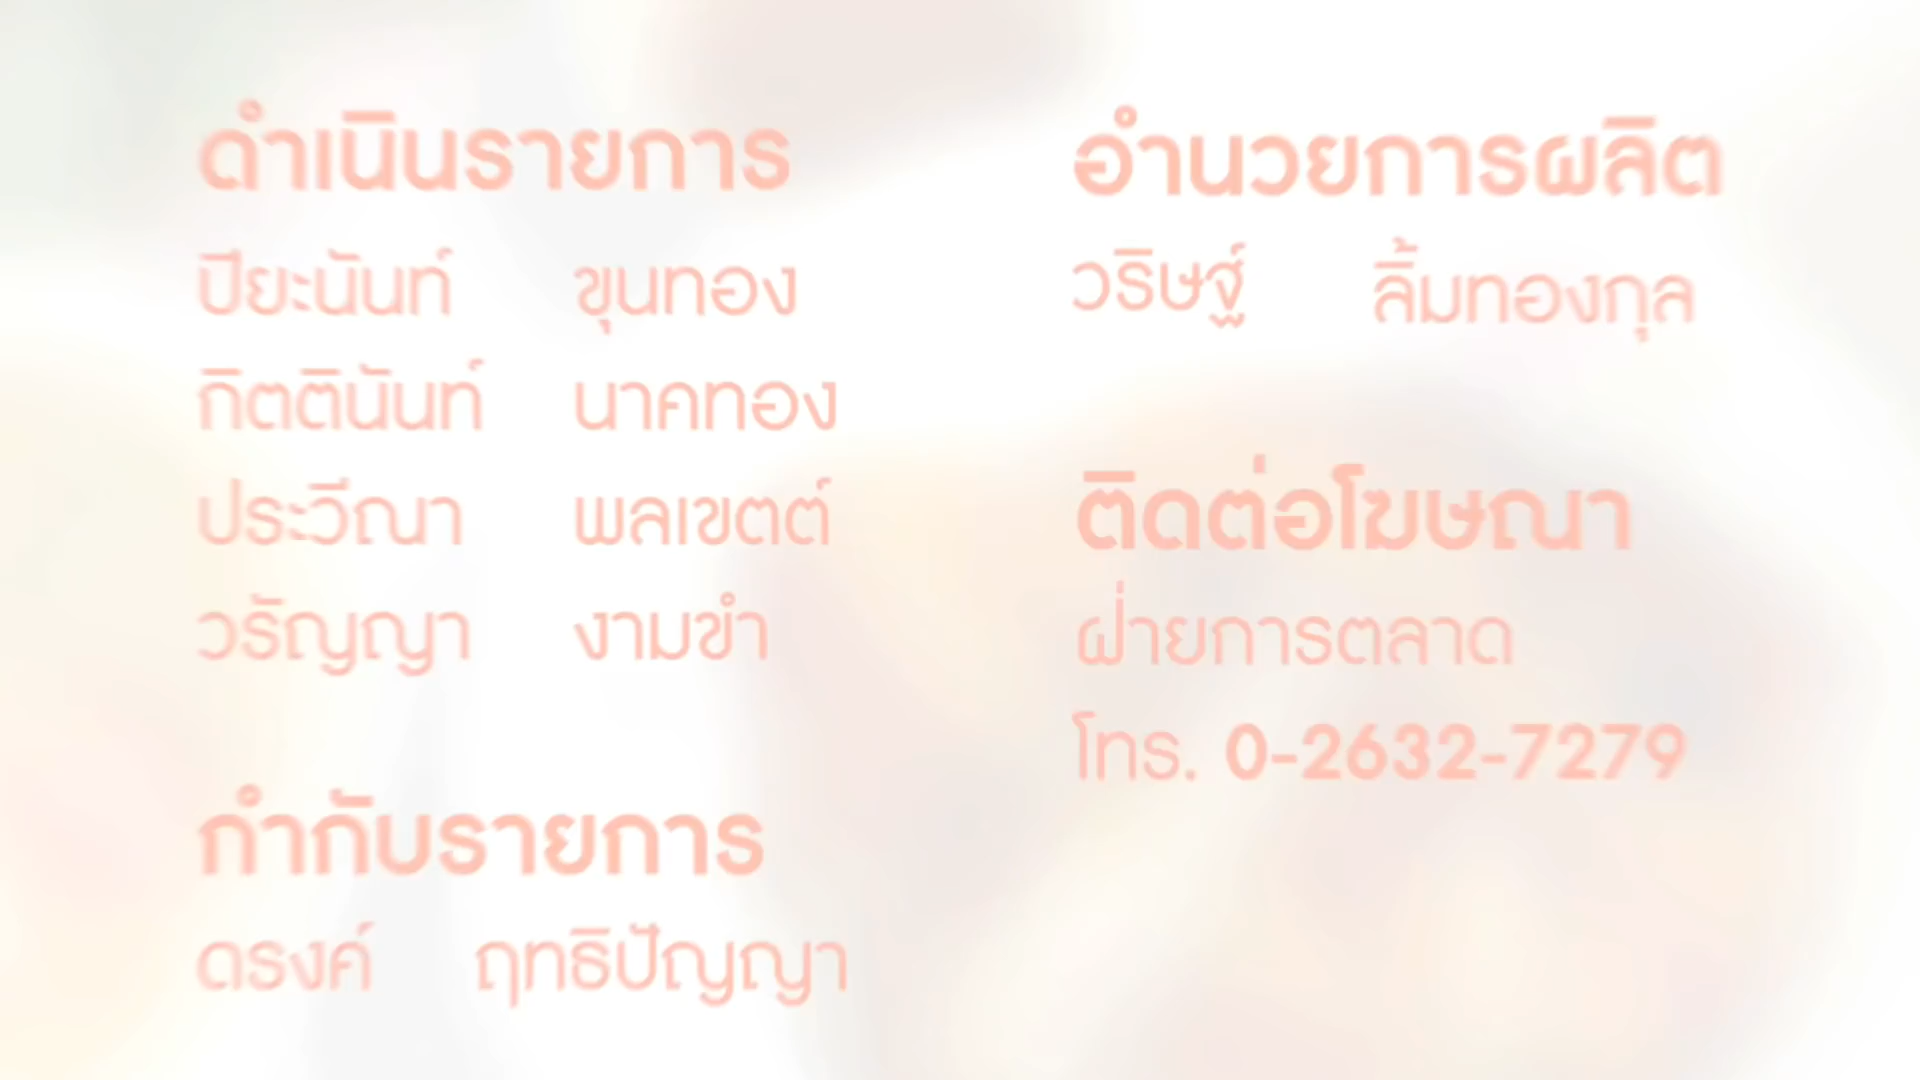 ดำเนินรายการ
ปิยะนันท์ ขุนทอง
กิตตินันท์ นาคทอง
ประวีณา พลเขตต์
วรัญญา งามขำ
กำกับรายการ
ดรงค์ ฤทธิปัญญา
อำนวยการผลิต
วริษฐ์ ลิ้มทองกุล
ติดต่อโฆษณา
ฝ่ายการตลาด
โทร. 0-2632-7279